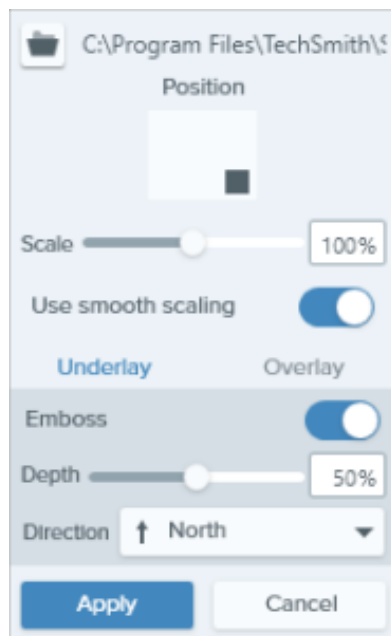 C:\Program Files\TechSmith\S
Position
Scale 100%
Use smooth scaling
Underlay Overlay
Emboss
Depth 50%
Direction North
Apply Cancel